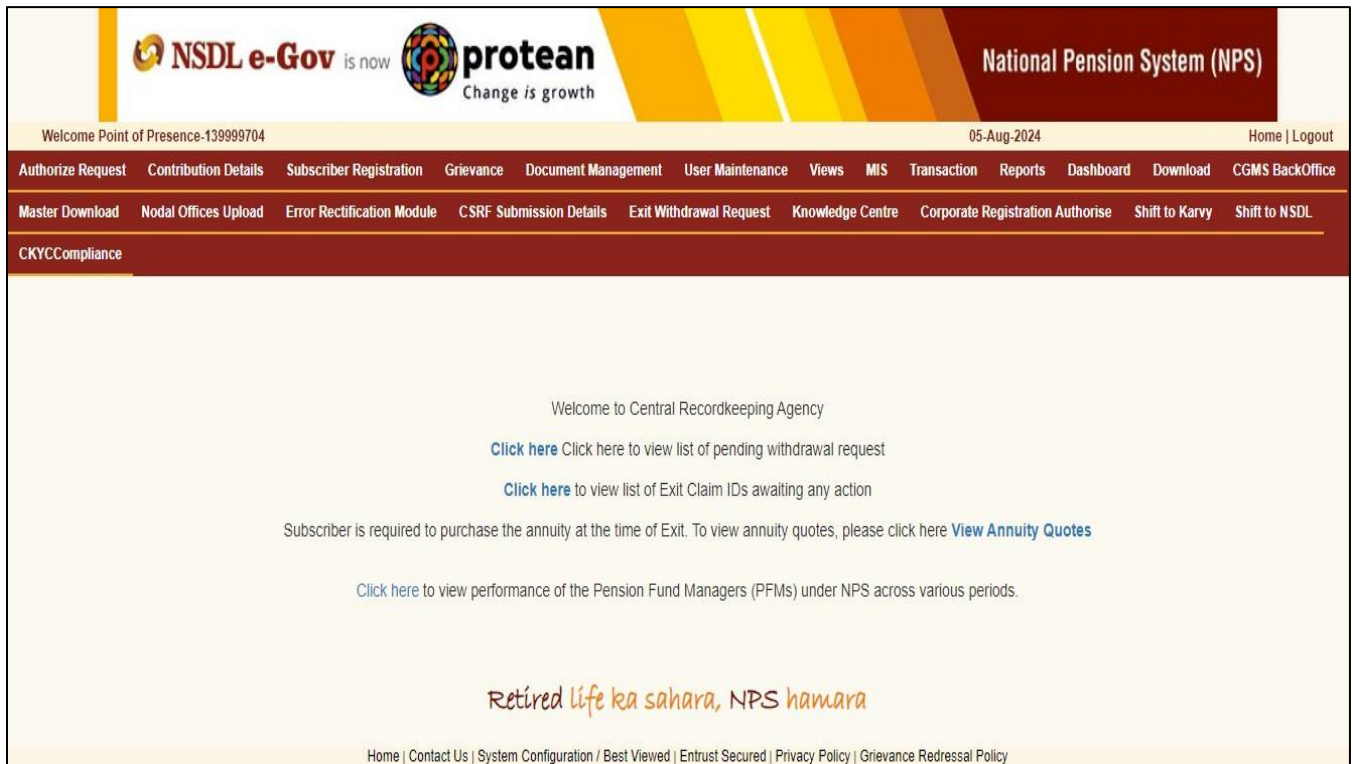 NSDL e-Gov is now protean
Change is growth
National Pension System (NPS)
Welcome Point of Presence-139999704 05-Aug-2024 Home | Logout
Authorize Request Contribution Details Subscriber Registration Grievance Document Management User Maintenance Views MIS Transaction Reports Dashboard Download CGMS BackOffice
Master Download Nodal Offices Upload Error Rectification Module CSRF Submission Details Exit Withdrawal Request Knowledge Centre Corporate Registration Authorise Shift to Karvy Shift to NSDL
CKYCCompliance
Welcome to Central Recordkeeping Agency
Click here Click here to view list of pending withdrawal request
Click here to view list of Exit Claim IDs awaiting any action
Subscriber is required to purchase the annuity at the time of Exit. To view annuity quotes, please click here View Annuity Quotes
Click here to view performance of the Pension Fund Managers (PFMs) under NPS across various periods.
Retired life ka sahara, NPS hamara
Home | Contact Us | System Configuration / Best Viewed | Entrust Secured | Privacy Policy | Grievance Redressal Policy